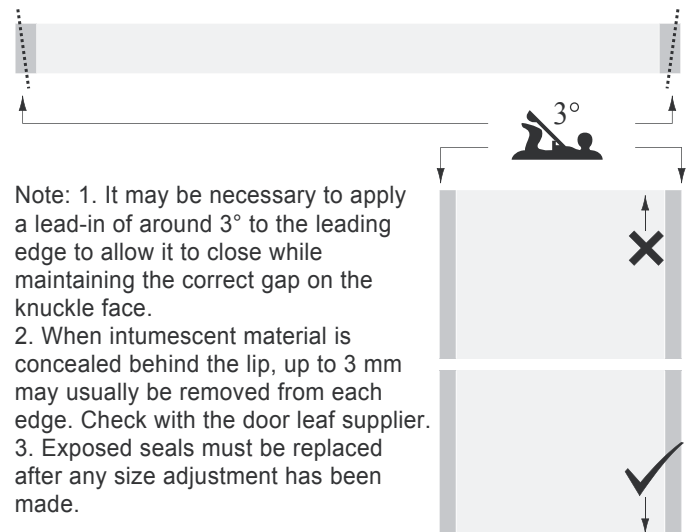 3°
Note: 1. It may be necessary to apply
a lead-in of around 3° to the leading
edge to allow it to close while
maintaining the correct gap on the
knuckle face.
2. When intumescent material is
concealed behind the lip, up to 3 mm
may usually be removed from each
edge. Check with the door leaf supplier.
3. Exposed seals must be replaced
after any size adjustment has been
made.